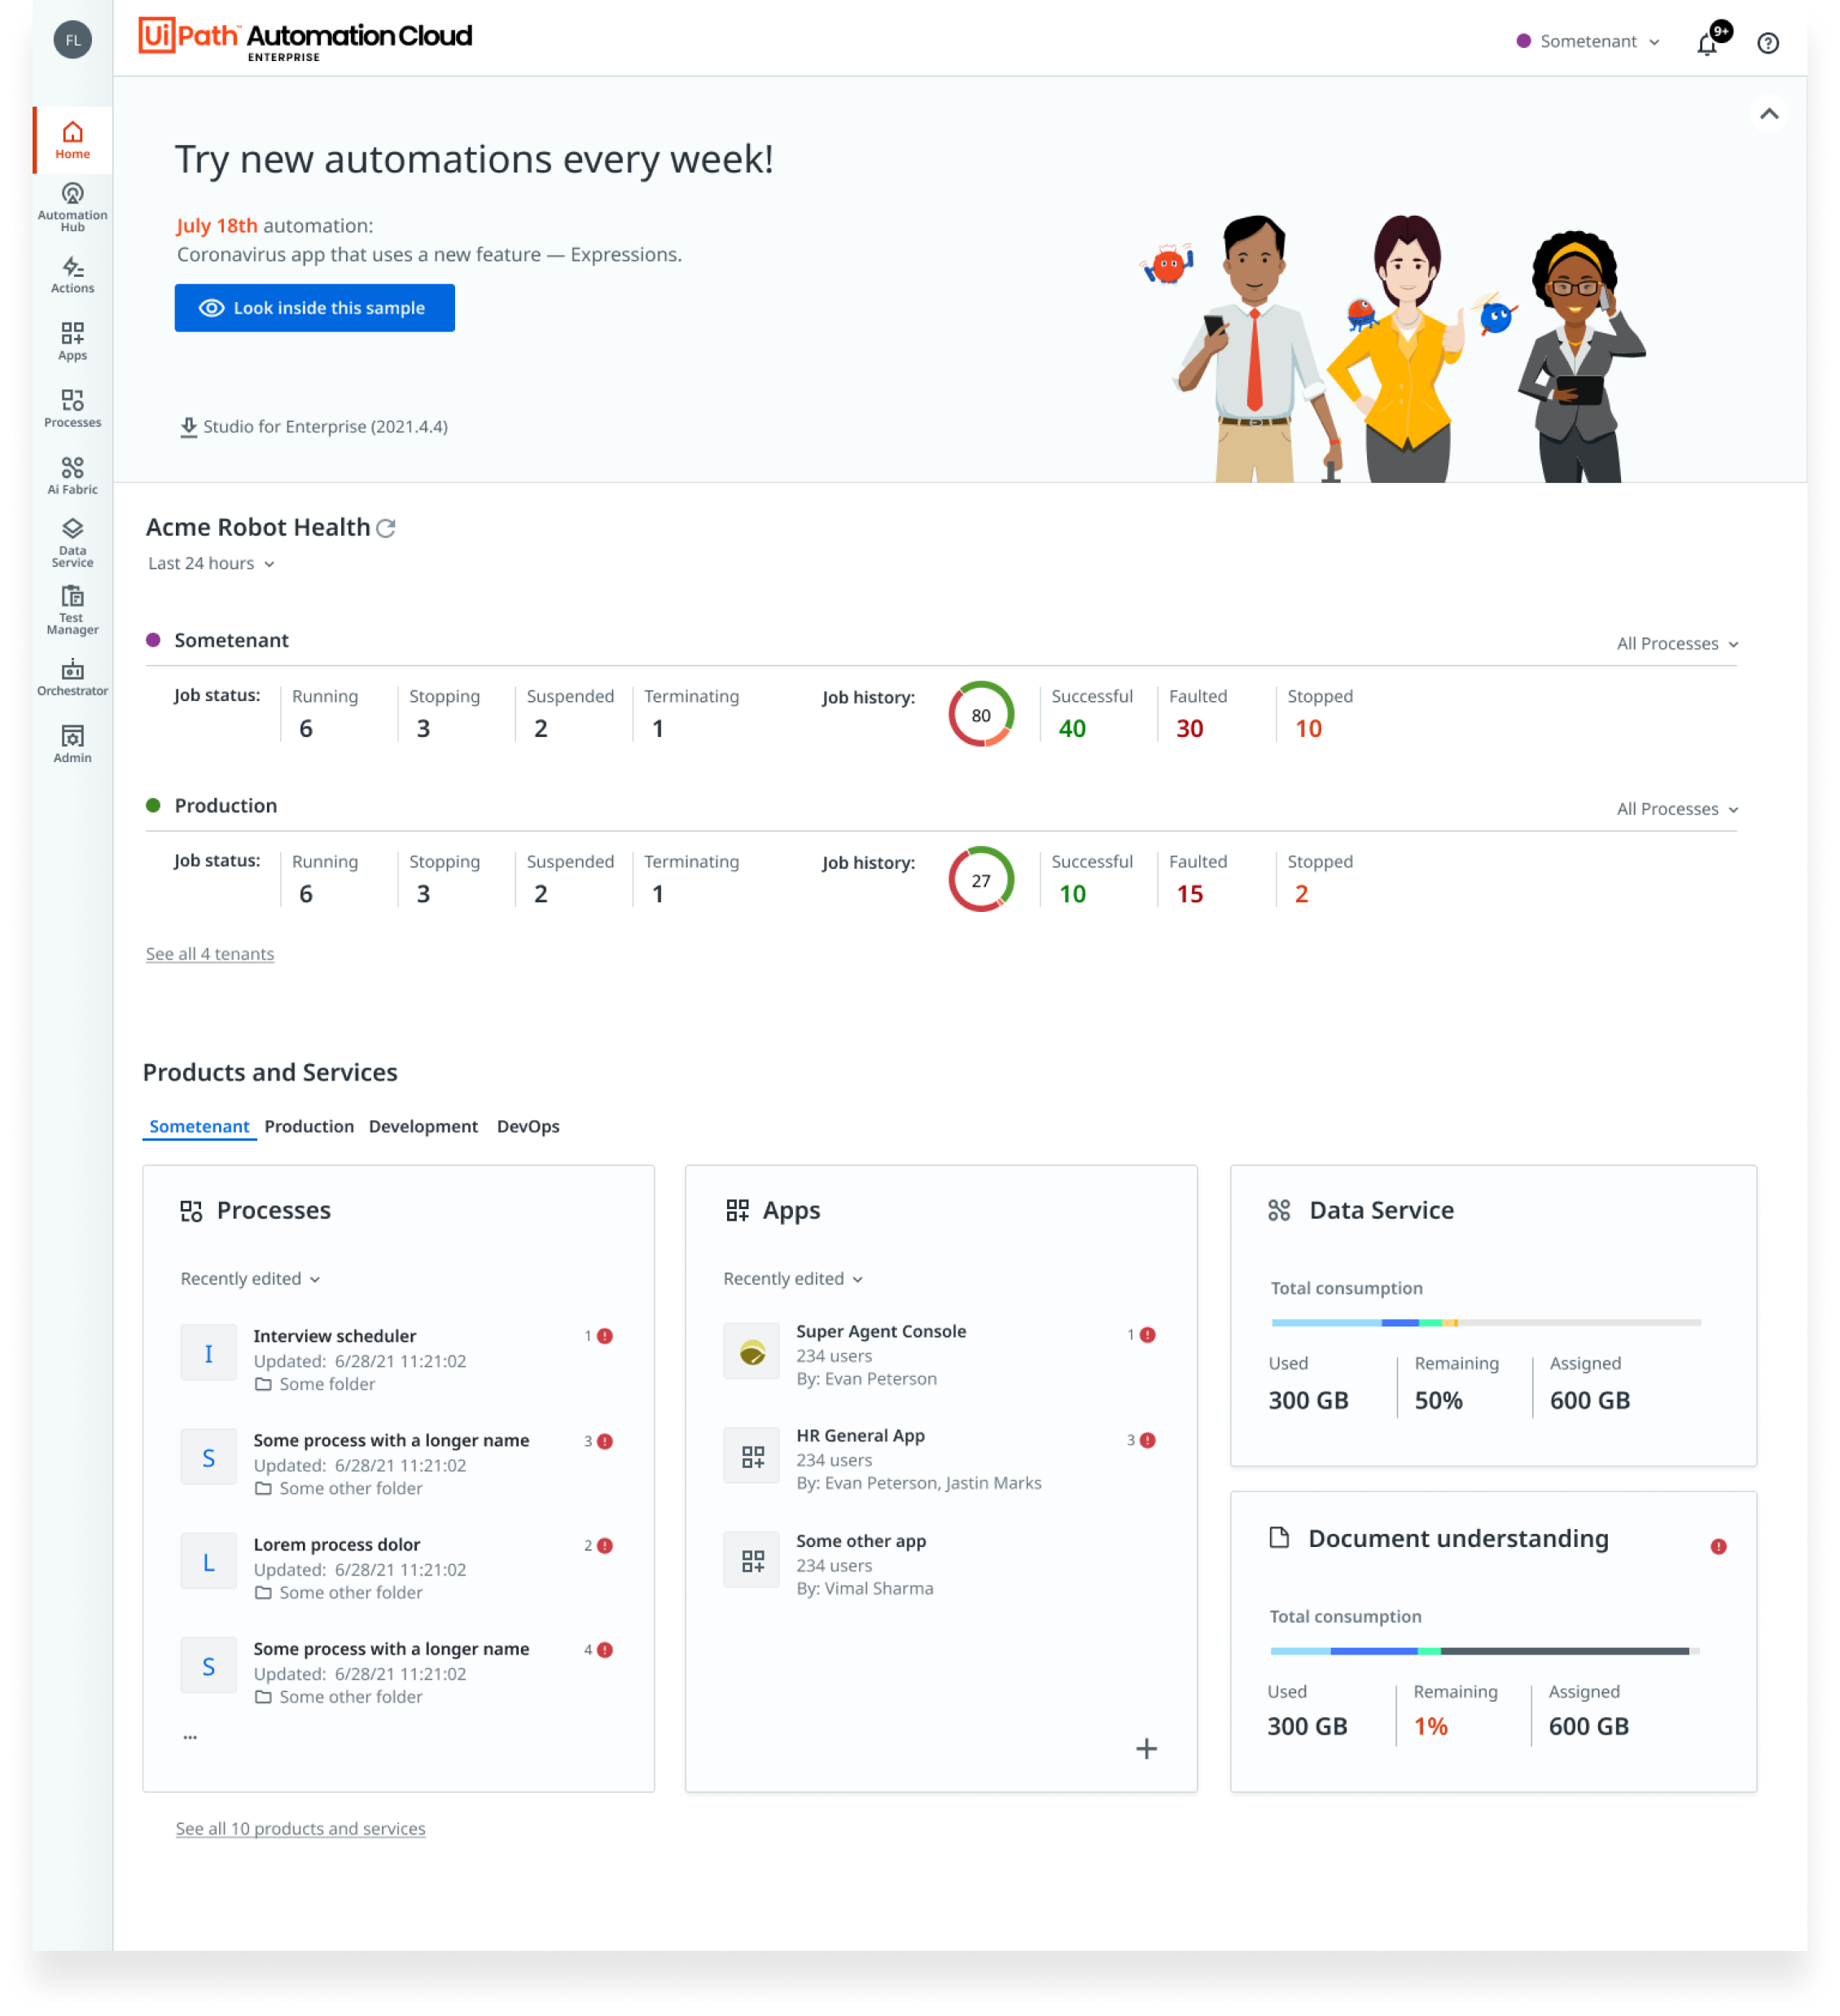 FL
UiPath™ Automation Cloud
ENTERPRISE
Sometenant
9+
Home
Automation
Hub
Actions
Apps
Processes
Ai Fabric
Data
Service
Test
Manager
Orchestrator
Admin
Try new automations every week!
July 18th automation:
Coronavirus app that uses a new feature — Expressions.
Look inside this sample
Studio for Enterprise (2021.4.4)
Acme Robot Health
Last 24 hours
Sometenant
All Processes
Job status: Running Stopping Suspended Terminating Job history: 80 Successful Faulted Stopped
6 3 2 1 40 30 10
Production
All Processes
Job status: Running Stopping Suspended Terminating Job history: 27 Successful Faulted Stopped
6 3 2 1 10 15 2
See all 4 tenants
Products and Services
Sometenant Production Development DevOps
Processes
Recently edited
I Interview scheduler 1
Updated: 6/28/21 11:21:02
Some folder
S Some process with a longer name 3
Updated: 6/28/21 11:21:02
Some other folder
L Lorem process dolor 2
Updated: 6/28/21 11:21:02
Some other folder
S Some process with a longer name 4
Updated: 6/28/21 11:21:02
Some other folder
...
Apps
Recently edited
Super Agent Console 1
234 users
By: Evan Peterson
HR General App 3
234 users
By: Evan Peterson, Jastin Marks
Some other app
234 users
By: Vimal Sharma
Data Service
Total consumption
Used Remaining Assigned
300 GB 50% 600 GB
Document understanding
Total consumption
Used Remaining Assigned
300 GB 1% 600 GB
See all 10 products and services